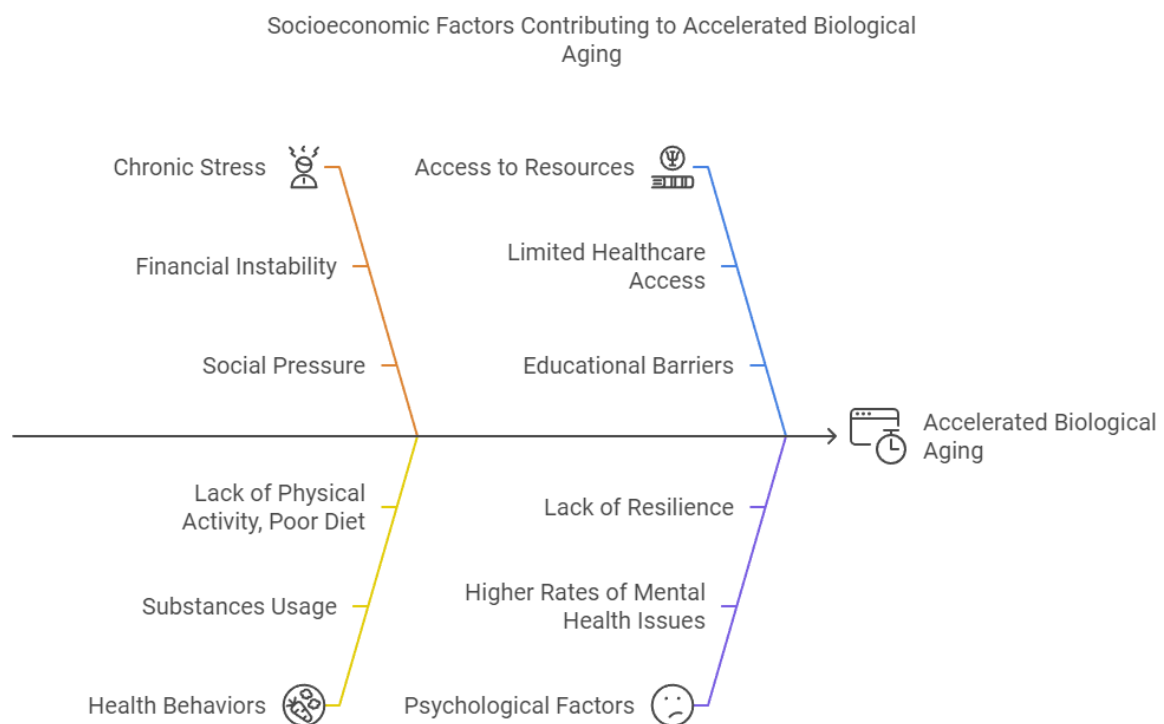 Socioeconomic Factors Contributing to Accelerated Biological
Aging
Chronic Stress
Access to Resources
Financial Instability
Limited Healthcare
Access
Social Pressure
Educational Barriers
Accelerated Biological
Aging
Lack of Physical
Activity, Poor Diet
Lack of Resilience
Substances Usage
Higher Rates of Mental
Health Issues
Health Behaviors
Psychological Factors